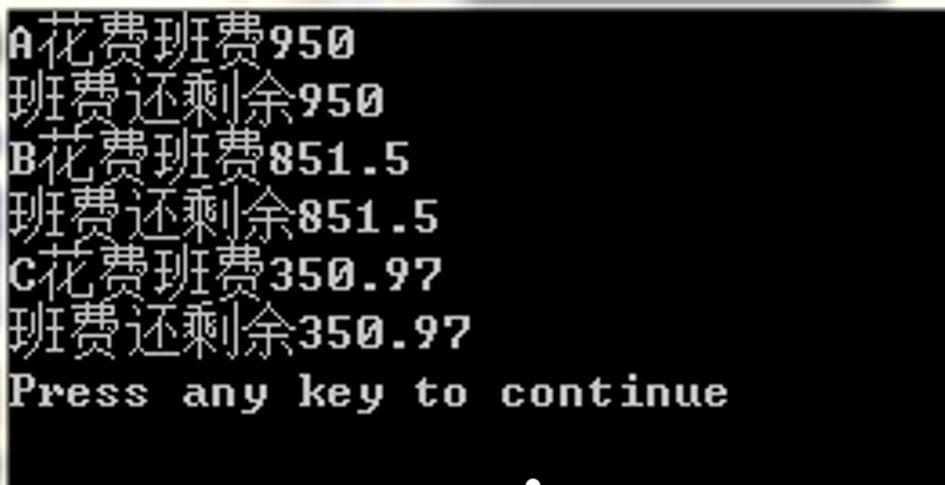 A花费班费950
班费还剩余950
B花费班费851.5
班费还剩余851.5
C花费班费350.97
班费还剩余350.97
Press any key to continue